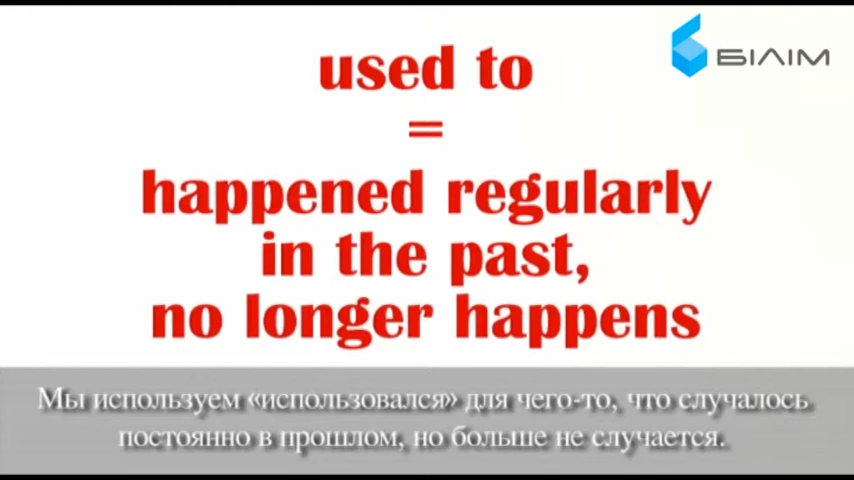 БІЛІМ
used to
=
happened regularly
in the past,
no longer happens
Мы используем «использовался» для чего-то, что случалось
постоянно в прошлом, но больше не случается.